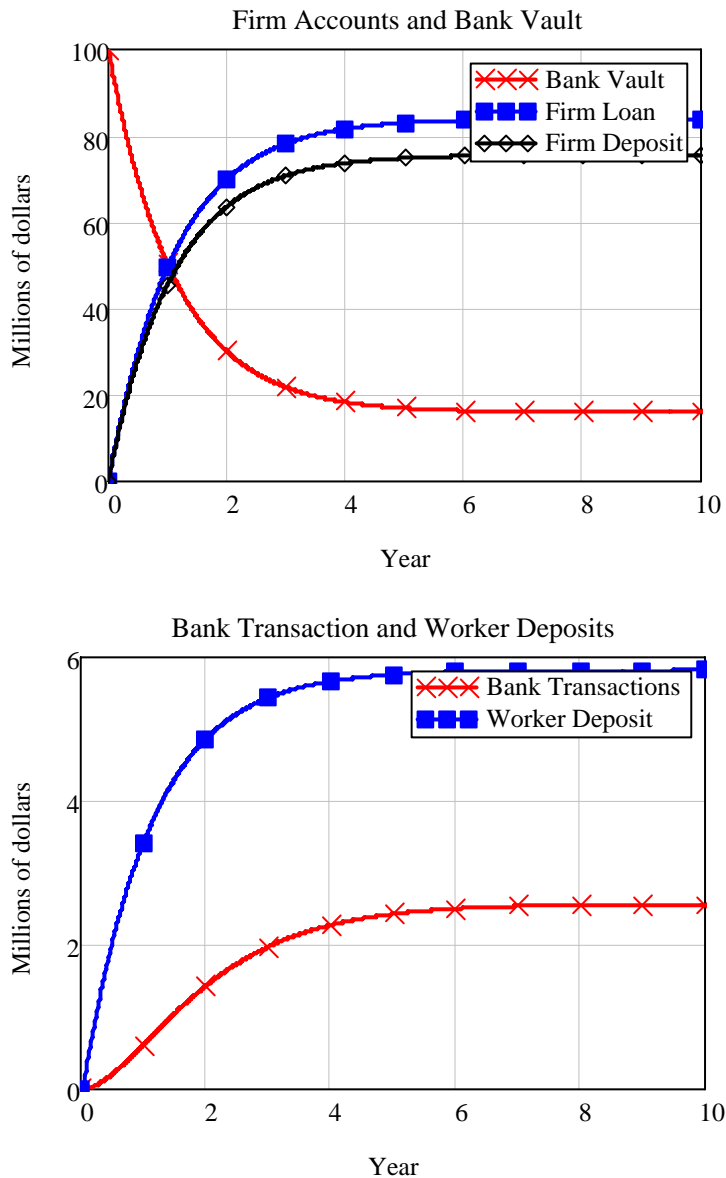 Firm Accounts and Bank Vault
100
80
60
40
20
0
Millions of dollars
Bank Vault
Firm Loan
Firm Deposit
0 2 4 6 8 10
Year
Bank Transaction and Worker Deposits
6
4
2
0
Millions of dollars
Bank Transactions
Worker Deposit
0 2 4 6 8 10
Year